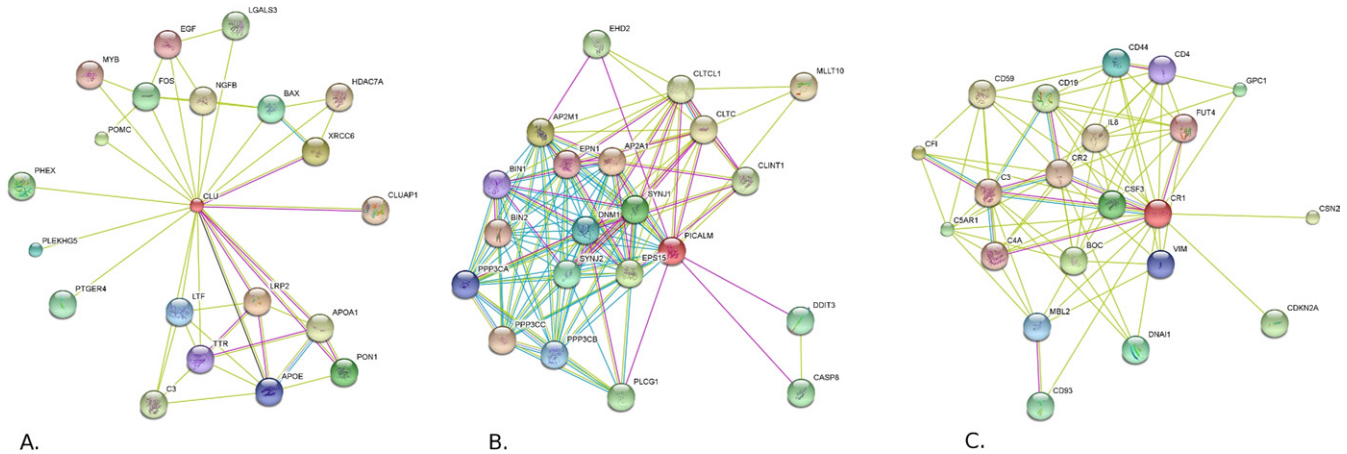 LGALS3
EGF
MYB
FOS
NGFB
BAX
HDAC7A
POMC
XRCC6
PHEX
CLU
CLUAP1
PLEKHG5
PTGER4
LTF
LRP2
APOA1
TTR
PON1
C3
APOE
A.
EHD2
CLTCL1
MLLT10
AP2M1
CLTC
EPN1
AP2A1
BIN1
CLINT1
SYNJ1
BIN2
DNM1
PICALM
PPP3CA
SYNJ2
EPS15
DDIT3
PPP3CC
PPP3CB
PLCG1
CASP8
B.
CD44
CD4
CD59
CD19
GPC1
IL8
FUT4
CFI
CR2
C3
CSF3
CR1
C5AR1
CSN2
C4A
BOC
VIM
MBL2
CDKN2A
DNAI1
CD93
C.